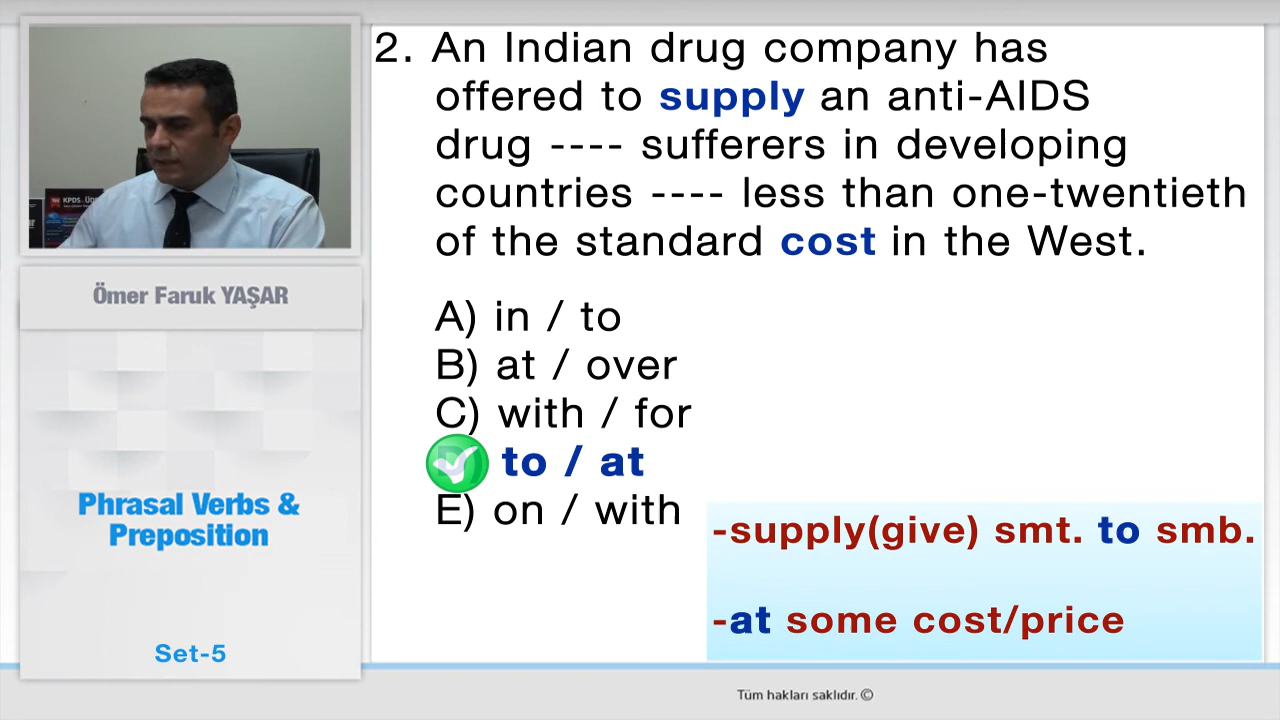 2. An Indian drug company has
offered to supply an anti-AIDS
drug ---- sufferers in developing
countries ---- less than one-twentieth
of the standard cost in the West.
A) in / to
B) at / over
C) with / for
to / at
E) on / with
-supply(give) smt. to smb.
-at some cost/price
KPDS
Ömer Faruk YAŞAR
Phrasal Verbs &
Preposition
Set-5
Tüm hakları saklıdır. ©